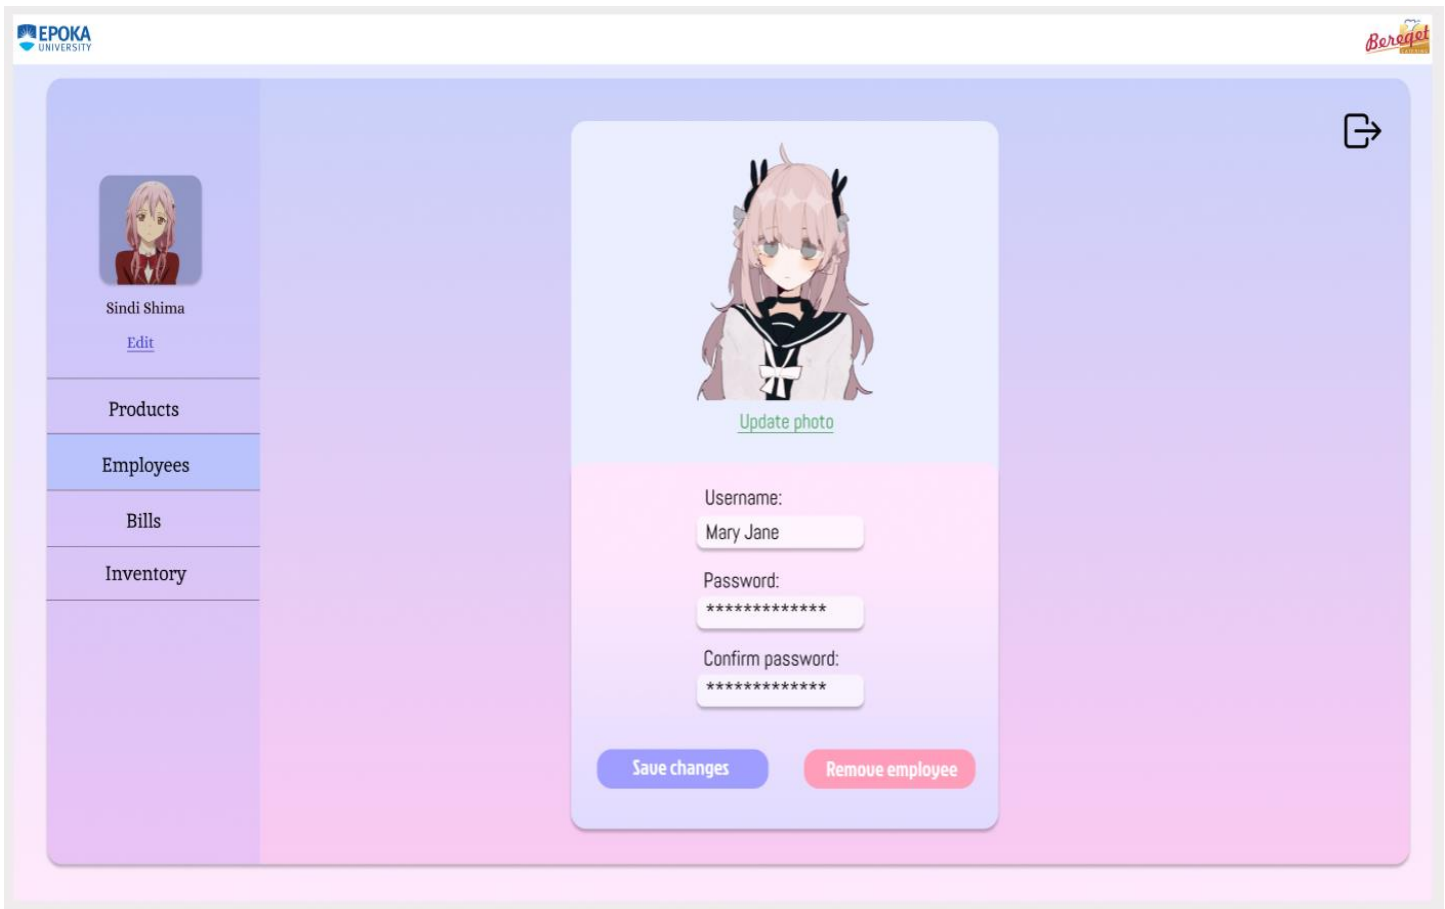 EPOKA
UNIVERSITY
Bereqet
Sindi Shima
Edit
Products
Employees
Bills
Inventory
Update photo
Username:
Mary Jane
Password:
*************
Confirm password:
*************
Save changes
Remove employee